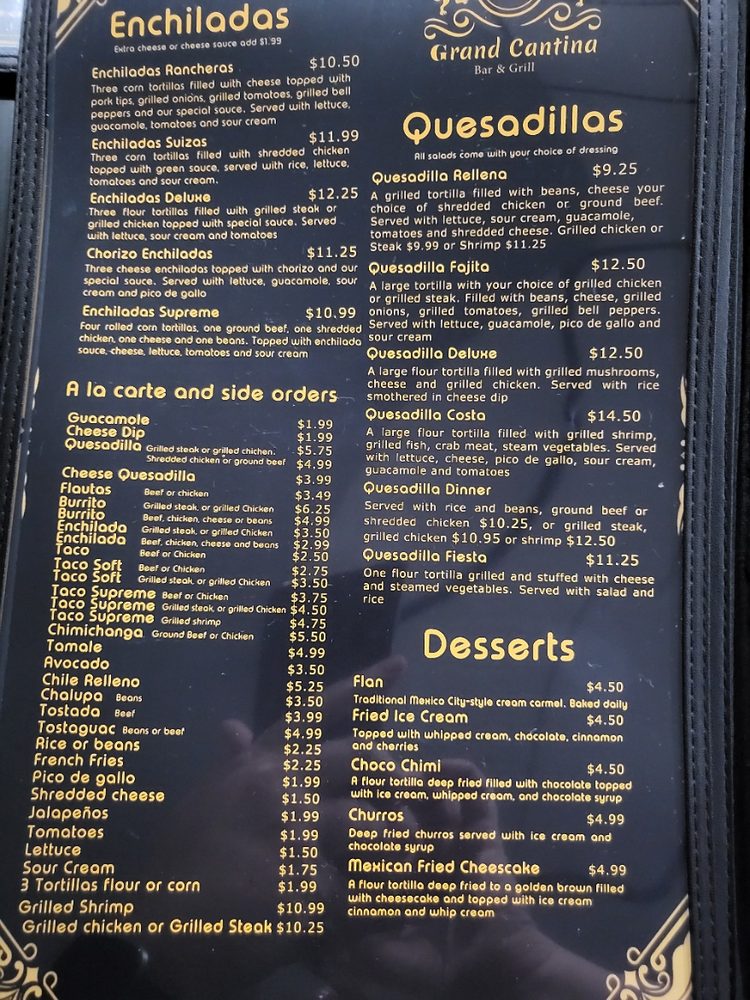 Enchiladas
Extra cheese or cheese sauce add $1.99
Enchiladas Rancheras $10.50
Three corn tortillas filled with cheese topped with
pork tips, grilled onions, grilled tomatoes, grilled bell
peppers and our special sauce. Served with lettuce,
guacamole, tomatoes and sour cream
Enchiladas Suizas $11.99
Three corn tortillas filled with shredded chicken
topped with green sauce, served with rice, lettuce,
tomatoes and sour cream.
Enchiladas Deluxe $12.25
Three flour tortillas filled with grilled steak or
grilled chicken topped with special sauce. Served
with lettuce, sour cream and tomatoes
Chorizo Enchiladas $11.25
Three cheese enchiladas topped with chorizo and our
special sauce. Served with lettuce, guacamole, sour
cream and pico de gallo
Enchiladas Supreme $10.99
Four rolled corn tortillas, one ground beef, one shredded
chicken, one cheese and one beans. Topped with enchilada
sauce, cheese, lettuce, tomatoes and sour cream
A la carte and side orders
Guacamole $1.99
Cheese Dip $1.99
Quesadilla Grilled steak or grilled chichen. $5.75
Shredded chicken or ground beef $4.99
Cheese Quesadilla $3.99
Flautas Beef or chicken $3.49
Burrito Grilled steak, or grilled Chicken $6.25
Burrito Beef, chicken, cheese or beans $4.99
Enchilada Grilled steak, or grilled chicken $3.50
Enchilada Beef, chicken, cheese and beans $2.99
Taco Beef or Chicken $2.50
Taco Soft Beef or Chicken $2.75
Taco Soft Grilled steak, or grilled Chicken $3.50
Taco Supreme Beef or Chicken $3.75
Taco Supreme Grilled steak, or grilled Chicken $4.50
Taco Supreme Grilled shrimp $4.75
Chimichanga Ground Beef or Chicken $5.50
Tamale $4.99
Avocado $3.50
Chile Relleno $5.25
Chalupa Beans $3.50
Tostada Beef $3.99
Tostaguac Beans or beef $4.99
Rice or beans $2.25
French Fries $2.25
Pico de gallo $1.99
Shredded cheese $1.50
Jalapeños $1.99
Tomatoes $1.99
Lettuce $1.50
Sour Cream $1.75
3 Tortillas flour or corn $1.99
Grilled Shrimp $10.99
Grilled chicken or Grilled Steak $10.25
Grand Cantina
Bar & Grill
Quesadillas
All salads come with your choice of dressing
Quesadilla Rellena $9.25
A grilled tortilla filled with beans, cheese your
choice of shredded chicken or ground beef.
Served with lettuce, sour cream, guacamole,
tomatoes and shredded cheese. Grilled chicken or
Steak $9.99 or Shrimp $11.25
Quesadilla Fajita $12.50
A large tortilla with your choice of grilled chicken
or grilled steak. Filled with beans, cheese, grilled
onions, grilled tomatoes, grilled bell peppers.
Served with lettuce, guacamole, pico de gallo and
sour cream
Quesadilla Deluxe $12.50
A large flour tortilla filled with grilled mushrooms,
cheese and grilled chicken. Served with rice
smothered in cheese dip
Quesadilla Costa $14.50
A large flour tortilla filled with grilled shrimp,
grilled fish, crab meat, steam vegetables. Served
with lettuce, cheese, pico de gallo, sour cream,
guacamole and tomatoes
Quesadilla Dinner
Served with rice and beans, ground beef or
shredded chicken $10.25, or grilled steak,
grilled chicken $10.95 or shrimp $12.50
Quesadilla Fiesta $11.25
One flour tortilla grilled and stuffed with cheese
and steamed vegetables. Served with salad and
rice
Desserts
Flan $4.50
Traditional Mexico City-style cream carmel. Baked daily
Fried Ice Cream $4.50
Topped with whipped cream, chocolate, cinnamon
and cherries
Choco Chimi $4.50
A flour tortilla deep fried filled with chocolate topped
with ice cream, whipped cream, and chocolate syrup
Churros $4.99
Deep fried churros served with ice cream and
chocolate syrup
Mexican Fried Cheescake $4.99
A flour tortilla deep fried to a golden brown filled
with cheesecake and topped with ice cream
cinnamon and whip cream